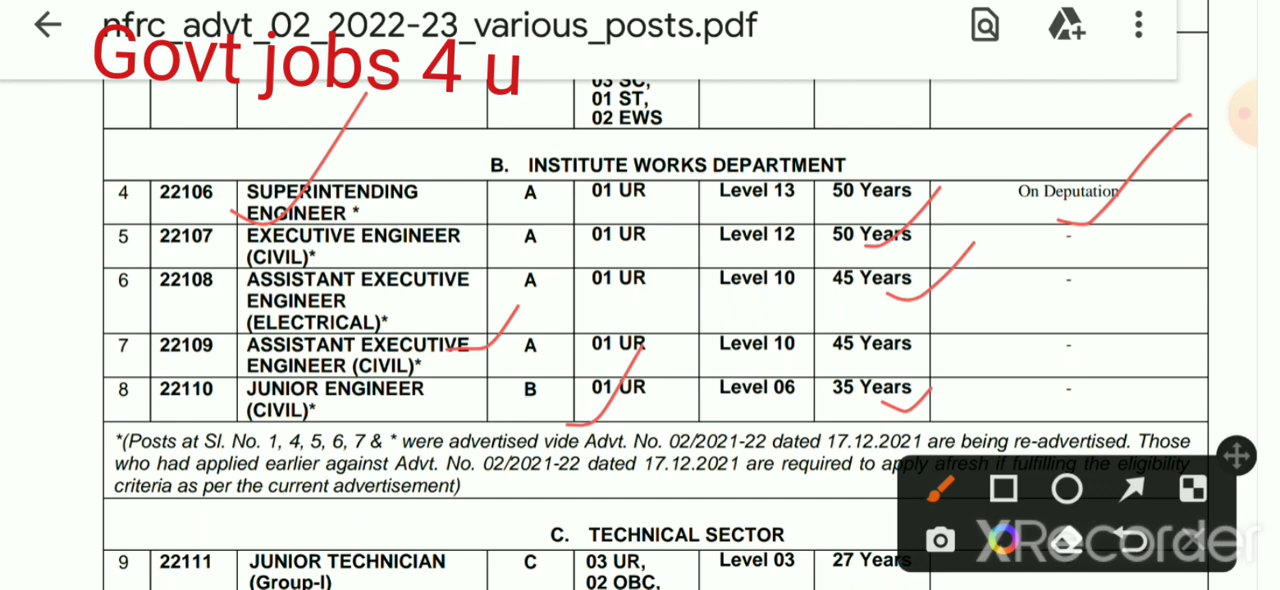 nfrc_advt_02_2022-23_various_posts.pdf
Govt jobs 4 u
03 SC,
01 ST,
02 EWS
B. INSTITUTE WORKS DEPARTMENT
4 22106 SUPERINTENDING ENGINEER * A 01 UR Level 13 50 Years On Deputation
5 22107 EXECUTIVE ENGINEER (CIVIL)* A 01 UR Level 12 50 Years -
6 22108 ASSISTANT EXECUTIVE ENGINEER (ELECTRICAL)* A 01 UR Level 10 45 Years -
7 22109 ASSISTANT EXECUTIVE ENGINEER (CIVIL)* A 01 UR Level 10 45 Years -
8 22110 JUNIOR ENGINEER (CIVIL)* B 01 UR Level 06 35 Years -
*(Posts at Sl. No. 1, 4, 5, 6, 7 & * were advertised vide Advt. No. 02/2021-22 dated 17.12.2021 are being re-advertised. Those
who had applied earlier against Advt. No. 02/2021-22 dated 17.12.2021 are required to apply afresh if fulfilling the eligibility
criteria as per the current advertisement)
C. TECHNICAL SECTOR
9 22111 JUNIOR TECHNICIAN (Group-I) C 03 UR, 02 OBC, Level 03 27 Years
XRecorder